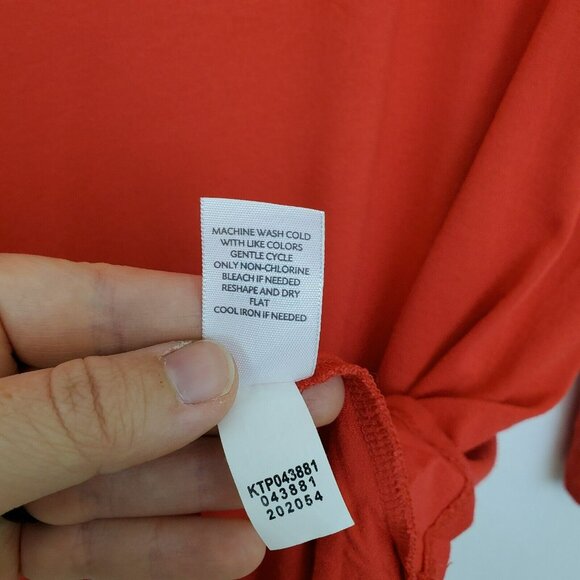 MACHINE WASH COLD
WITH LIKE COLORS
GENTLE CYCLE
ONLY NON-CHLORINE
BLEACH IF NEEDED
RESHAPE AND DRY
FLAT
COOL IRON IF NEEDED
KTP043881
043881
202054